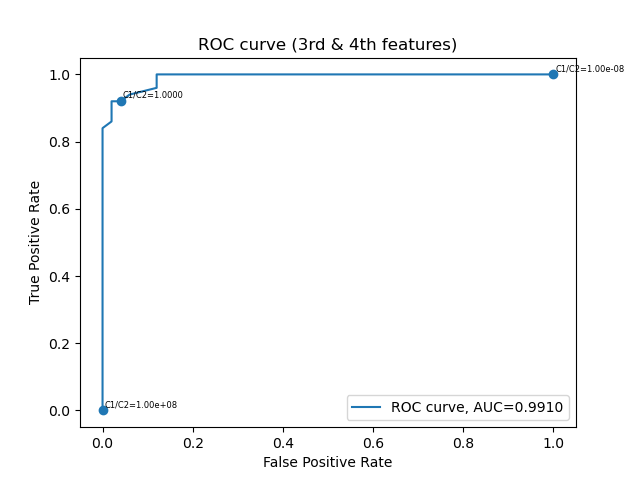 ROC curve (3rd & 4th features)
1.0
0.8
0.6
0.4
0.2
0.0
True Positive Rate
C1/C2=1.00e-08
C1/C2=1.0000
C1/C2=1.00e+08
ROC curve, AUC=0.9910
0.0 0.2 0.4 0.6 0.8 1.0
False Positive Rate